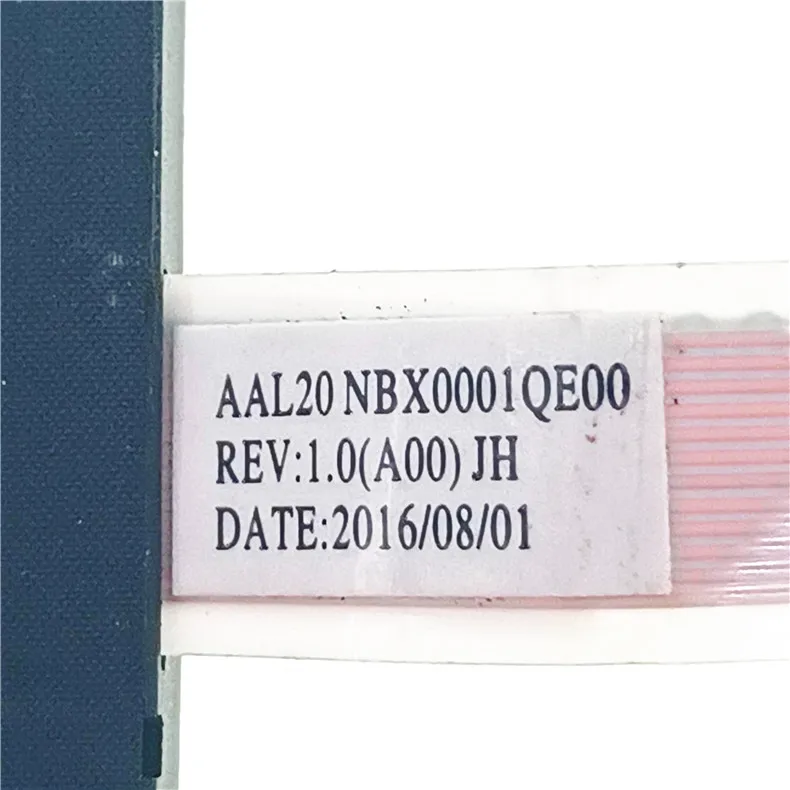 AAL20 NBX0001QE00
REV:1.0(A00) JH
DATE:2016/08/01